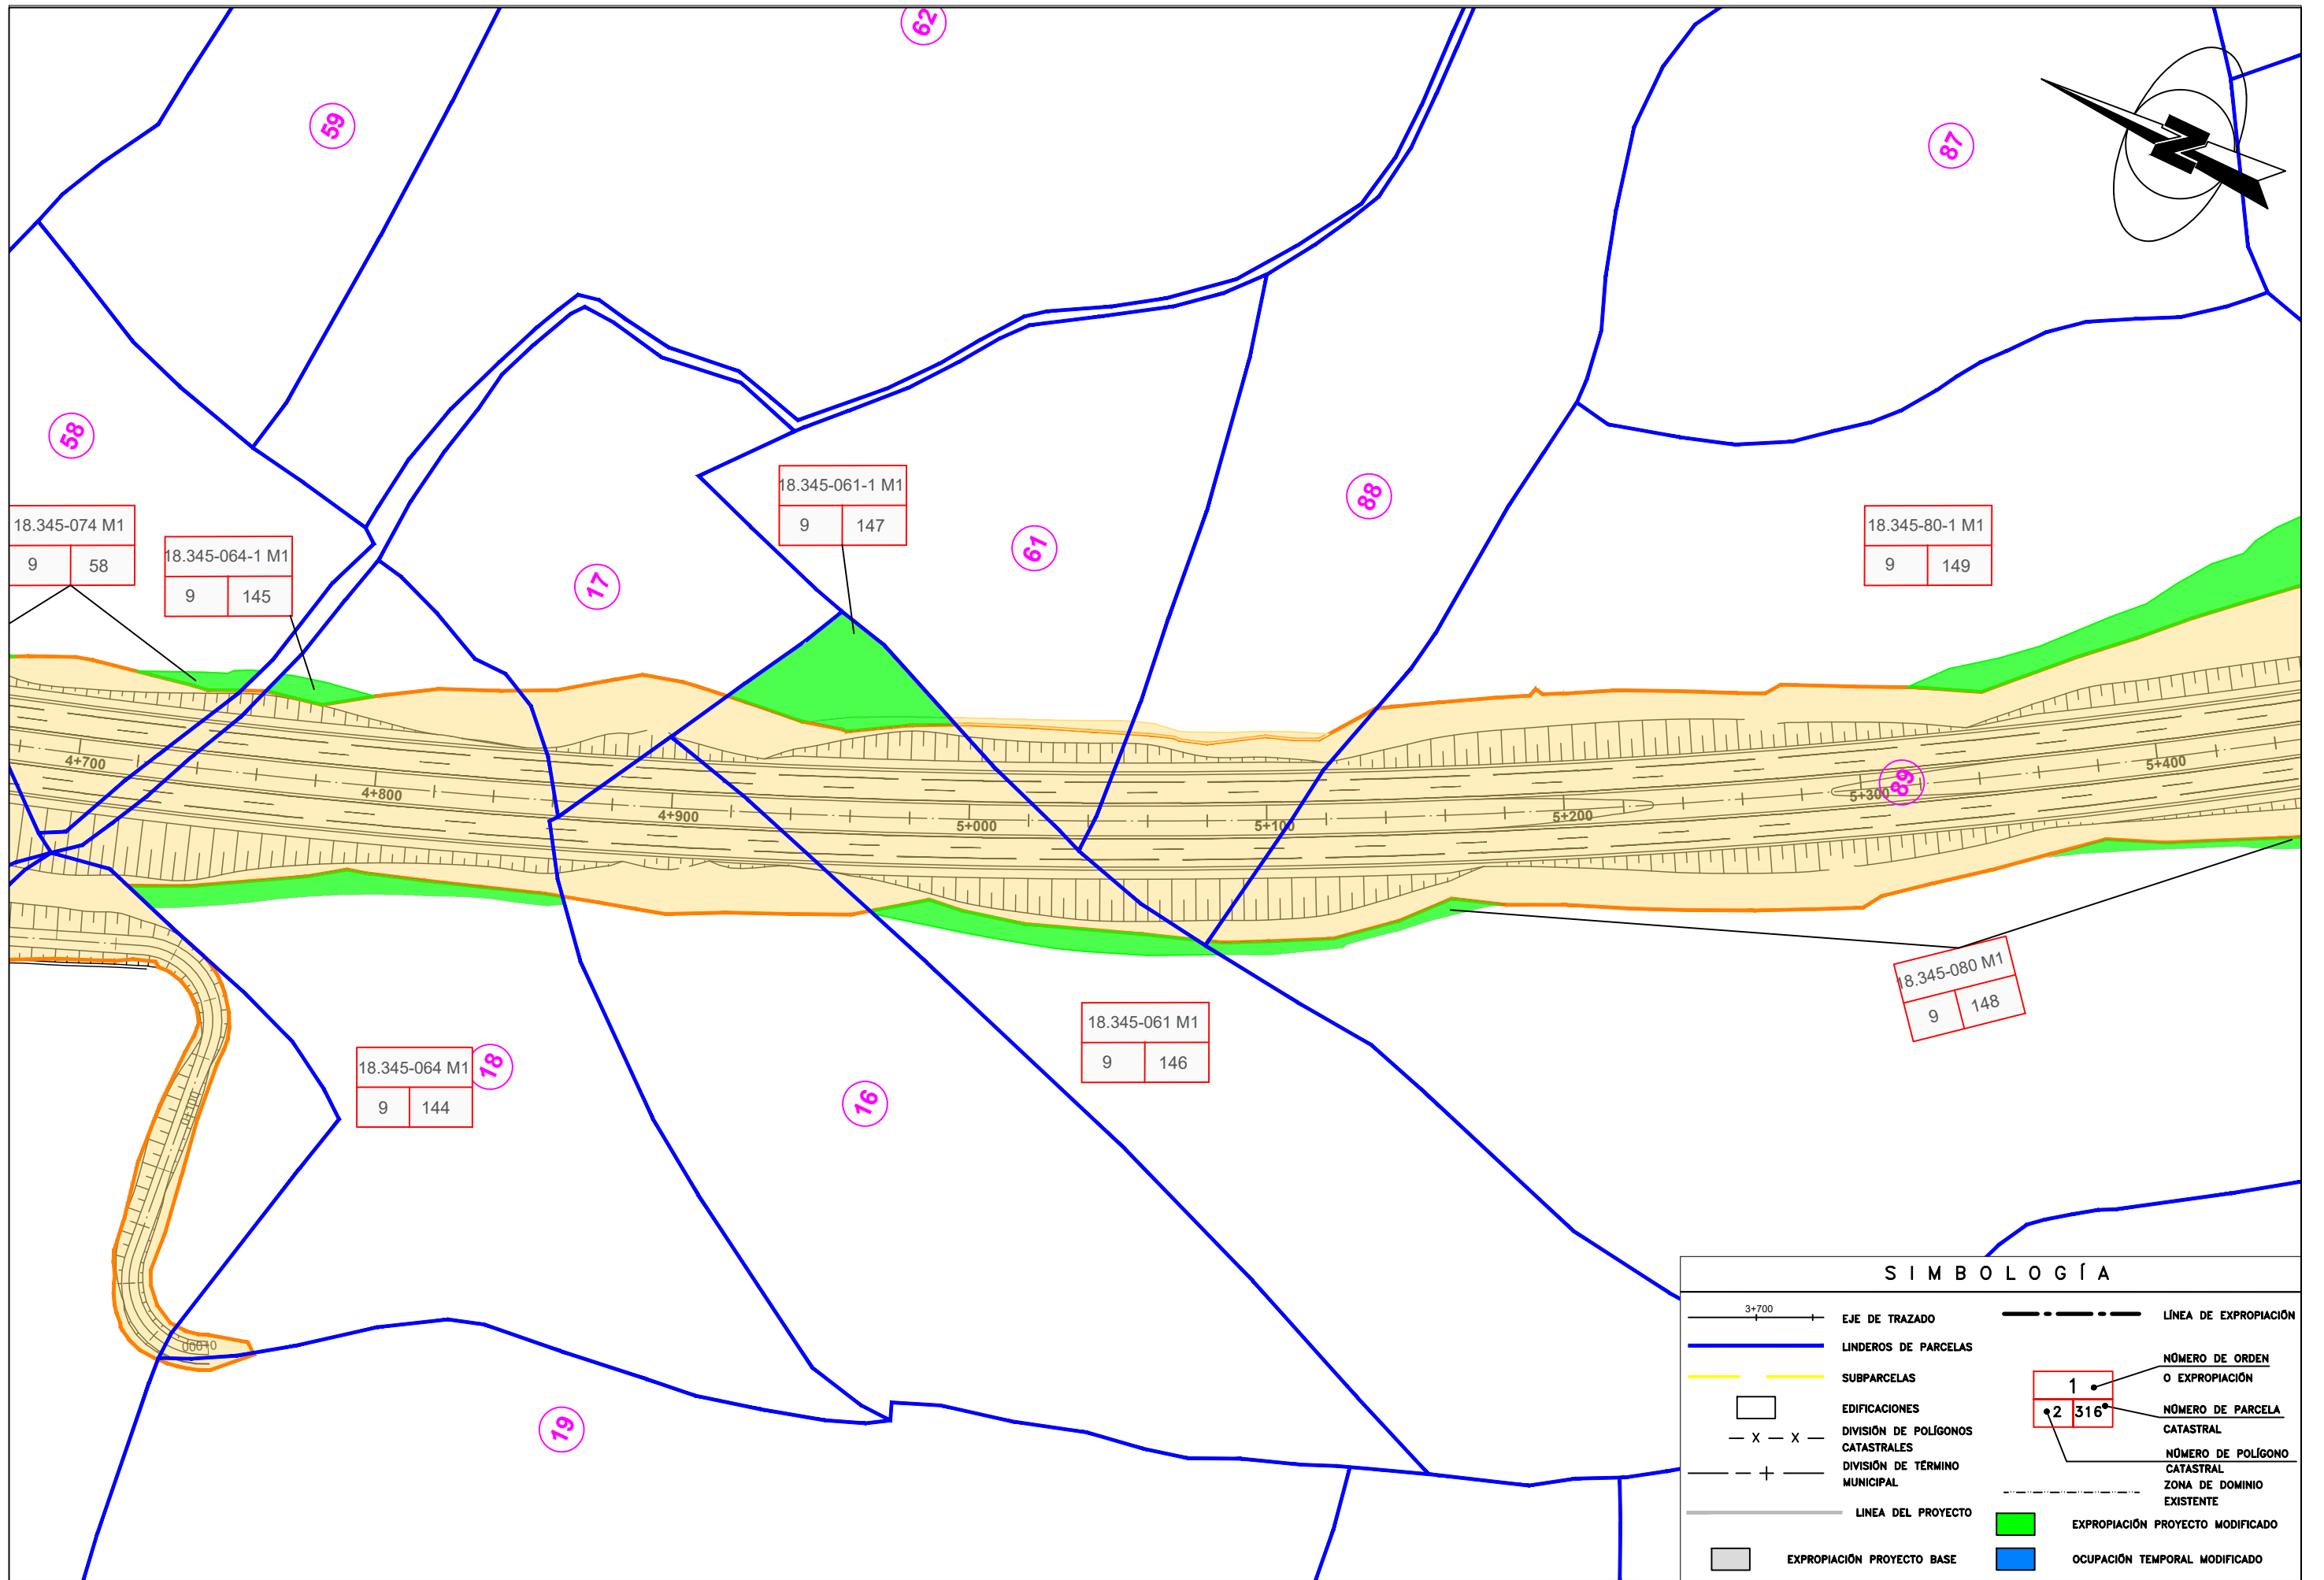 62
59
87
58
18.345-074 M1
9 58
18.345-064-1 M1
9 145
17
18.345-061-1 M1
9 147
61
88
18.345-80-1 M1
9 149
4+700
4+800
4+900
5+000
5+100
5+200
5+300
89
5+400
18.345-080 M1
9 148
18.345-061 M1
9 146
18.345-064 M1
9 144
18
16
19
0+000
N
SIMBOLOGÍA
3+700
EJE DE TRAZADO
LINDEROS DE PARCELAS
SUBPARCELAS
EDIFICACIONES
X X
DIVISIÓN DE POLÍGONOS
CATASTRALES
DIVISIÓN DE TÉRMINO
MUNICIPAL
LINEA DEL PROYECTO
EXPROPIACIÓN PROYECTO BASE
LÍNEA DE EXPROPIACIÓN
NÚMERO DE ORDEN
O EXPROPIACIÓN
1
2 316
NÚMERO DE PARCELA
CATASTRAL
NÚMERO DE POLÍGONO
CATASTRAL
ZONA DE DOMINIO
EXISTENTE
EXPROPIACIÓN PROYECTO MODIFICADO
OCUPACIÓN TEMPORAL MODIFICADO